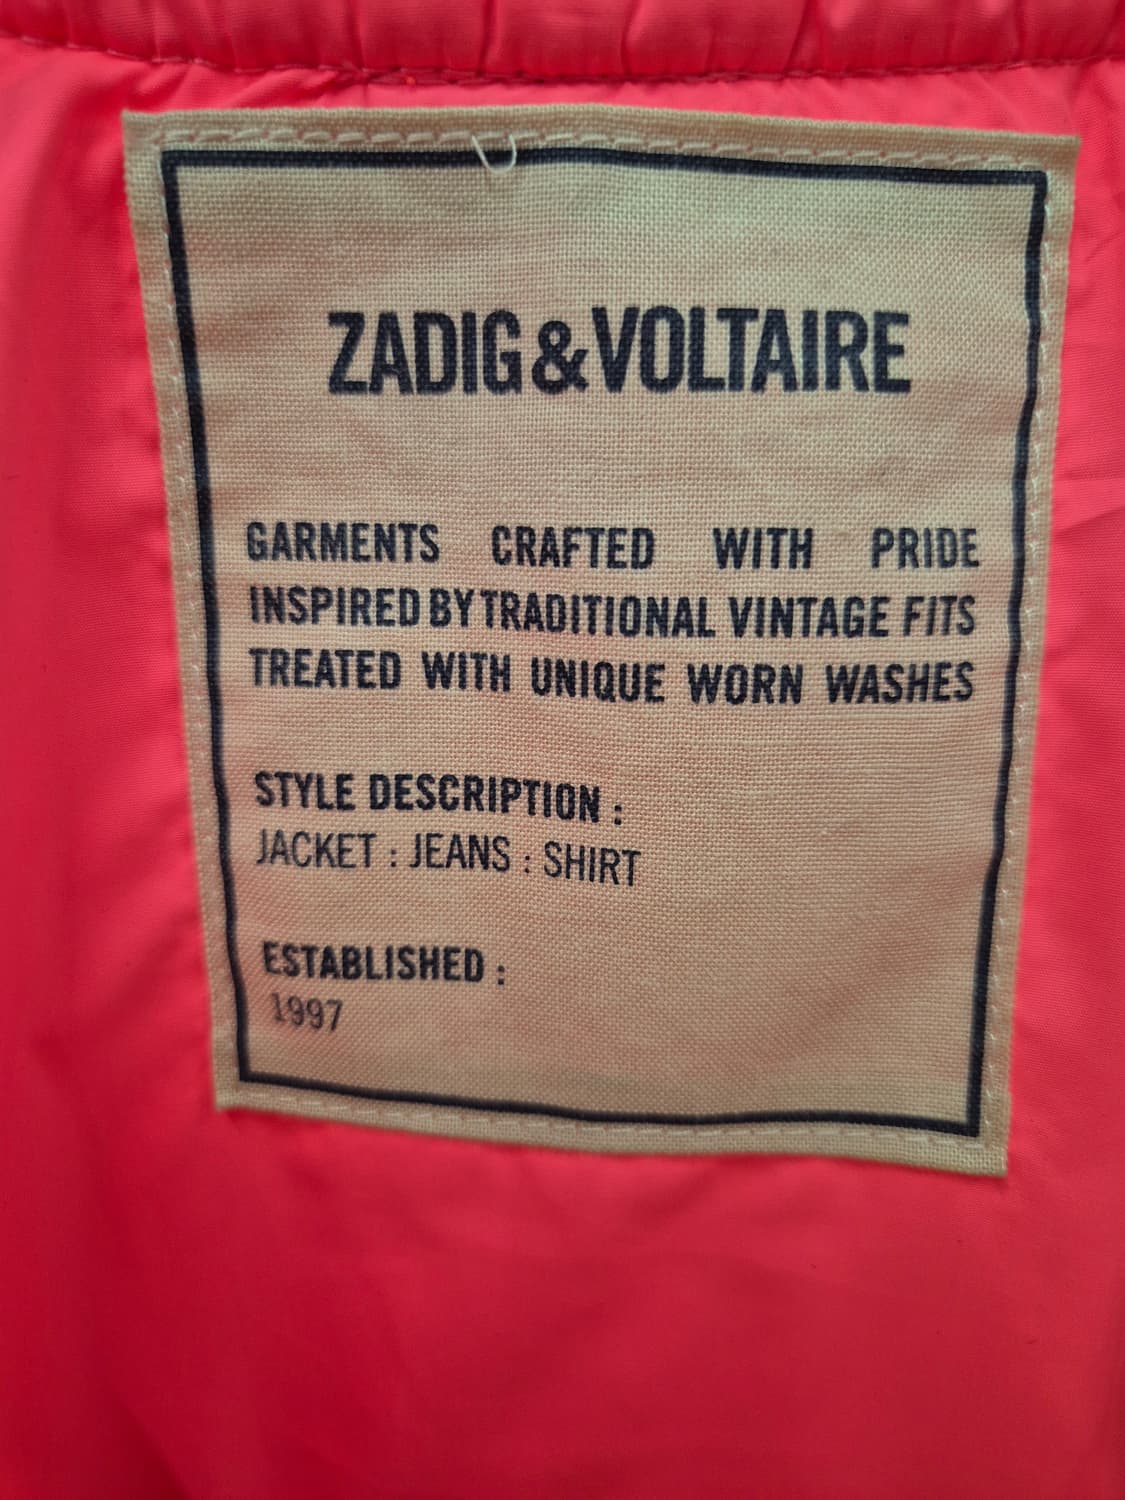 ZADIG&VOLTAIRE
GARMENTS CRAFTED WITH PRIDE
INSPIRED BY TRADITIONAL VINTAGE FITS
TREATED WITH UNIQUE WORN WASHES
STYLE DESCRIPTION :
JACKET : JEANS : SHIRT
ESTABLISHED :
1997